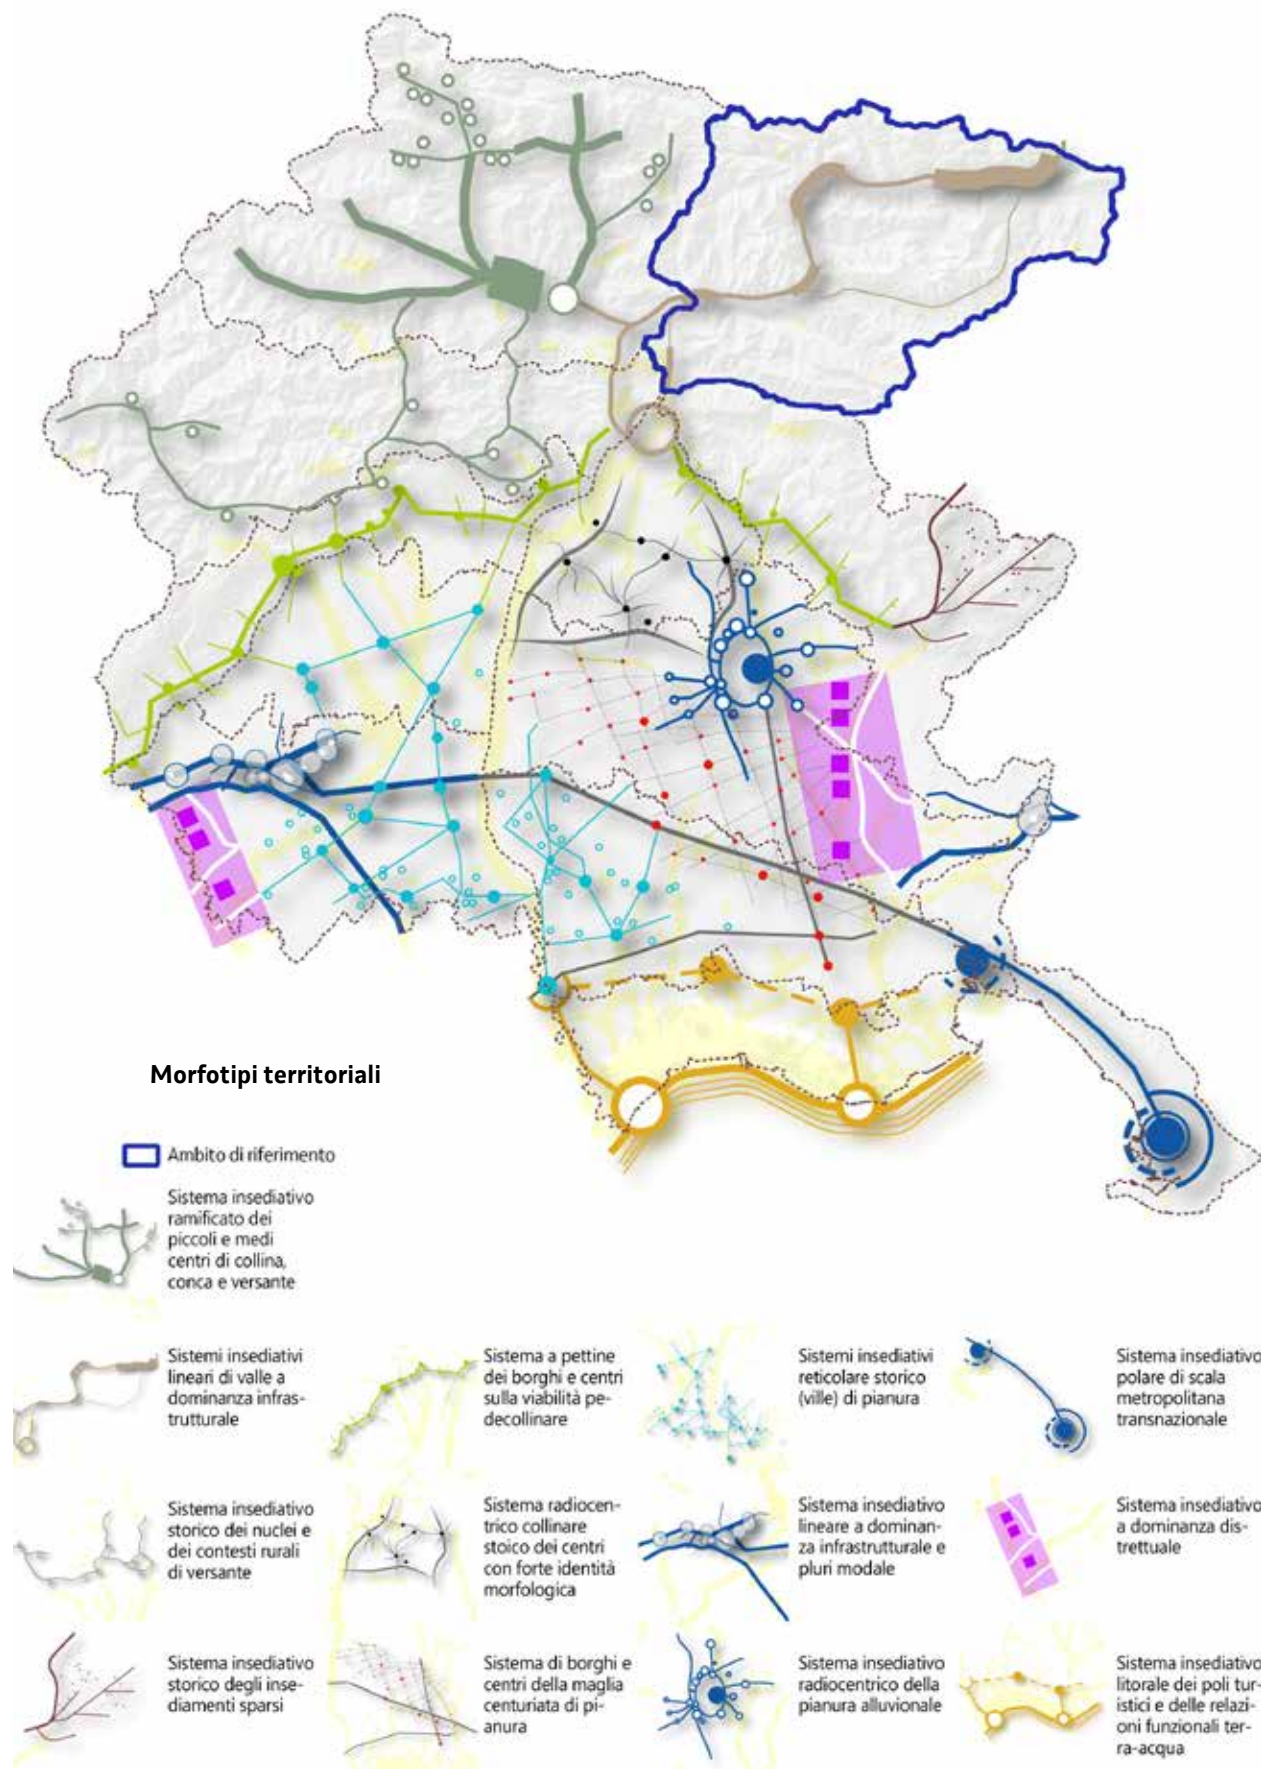 Morfotipi territoriali
Ambito di riferimento
Sistema insediativo
ramificato dei
piccoli e medi
centri di collina,
conca e versante
Sistemi insediativi
lineari di valle a
dominanza infras-
trutturale
Sistema a pettine
dei borghi e centri
sulla viabilità pe-
decollinare
Sistemi insediativi
reticolare storico
(ville) di pianura
Sistema insediativo
polare di scala
metropolitana
transnazionale
Sistema insediativo
storico dei nuclei e
dei contesti rurali
di versante
Sistema radiocen-
trico collinare
stoico dei centri
con forte identità
morfologica
Sistema insediativo
lineare a dominan-
za infrastrutturale e
pluri modale
Sistema insediativo
a dominanza dis-
trettuale
Sistema insediativo
storico degli inse-
diamenti sparsi
Sistema di borghi e
centri della maglia
centuriata di pi-
anura
Sistema insediativo
radiocentrico della
pianura alluvionale
Sistema insediativo
litorale dei poli tur-
istici e delle relazi-
oni funzionali ter-
ra-acqua